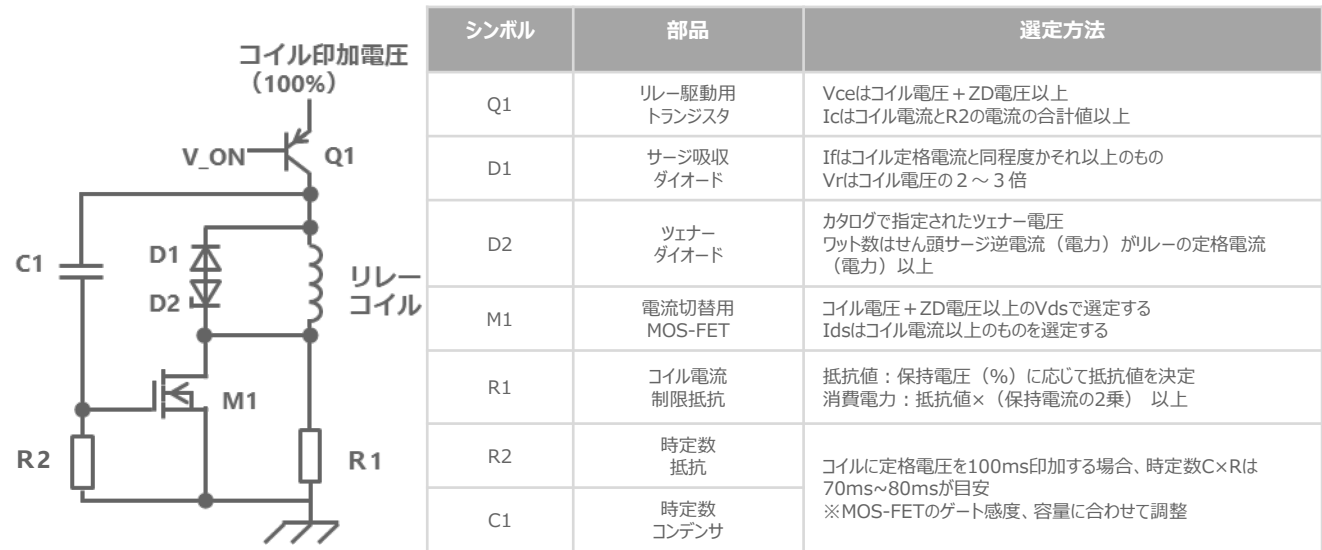 コイル印加電圧
（100%）
V_ON
Q1
C1
D1
D2
リレー
コイル
M1
R2
R1
シンボル
部品
選定方法
Q1
リレー駆動用
トランジスタ
Vceはコイル電圧＋ZD電圧以上
Icはコイル電流とR2の電流の合計値以上
D1
サージ吸収
ダイオード
Ifはコイル定格電流と同程度かそれ以上のもの
Vrはコイル電圧の２～３倍
D2
ツェナー
ダイオード
カタログで指定されたツェナー電圧
ワット数はせん頭サージ逆電流（電力）がリレーの定格電流
（電力）以上
M1
電流切替用
MOS-FET
コイル電圧＋ZD電圧以上のVdsで選定する
Idsはコイル電流以上のものを選定する
R1
コイル電流
制限抵抗
抵抗値：保持電圧（%）に応じて抵抗値を決定
消費電力：抵抗値×（保持電流の2乗） 以上
R2
時定数
抵抗
コイルに定格電圧を100ms印加する場合、時定数C×Rは
70ms~80msが目安
※MOS-FETのゲート感度、容量に合わせて調整
C1
時定数
コンデンサ